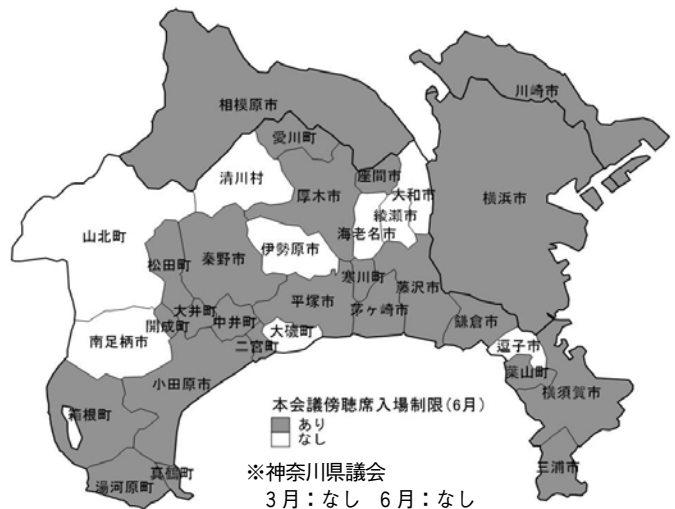 川崎市
相模原市
愛川町
座間市
清川村
大和市
厚木市
横浜市
綾瀬市
海老名市
山北町
伊勢原市
秦野市
松田町
寒川町
藤沢市
平塚市
大井町
茅ヶ崎市
中井町
鎌倉市
開成町
大磯町
南足柄市
二宮町
逗子市
葉山町
小田原市
横須賀市
箱根町
本会議傍聴席入場制限(6月)
あり
なし
三浦市
真鶴町
湯河原町
※神奈川県議会
3月：なし 6月：なし